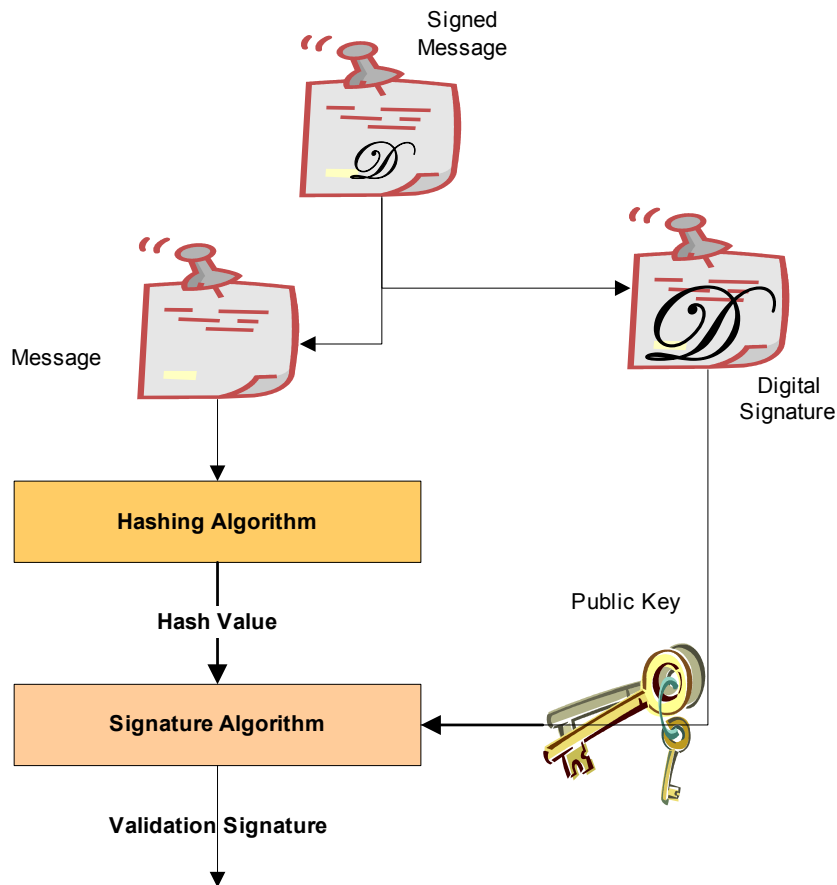 Signed
Message
Message
Digital
Signature
Hashing Algorithm
Public Key
Hash Value
Signature Algorithm
Validation Signature